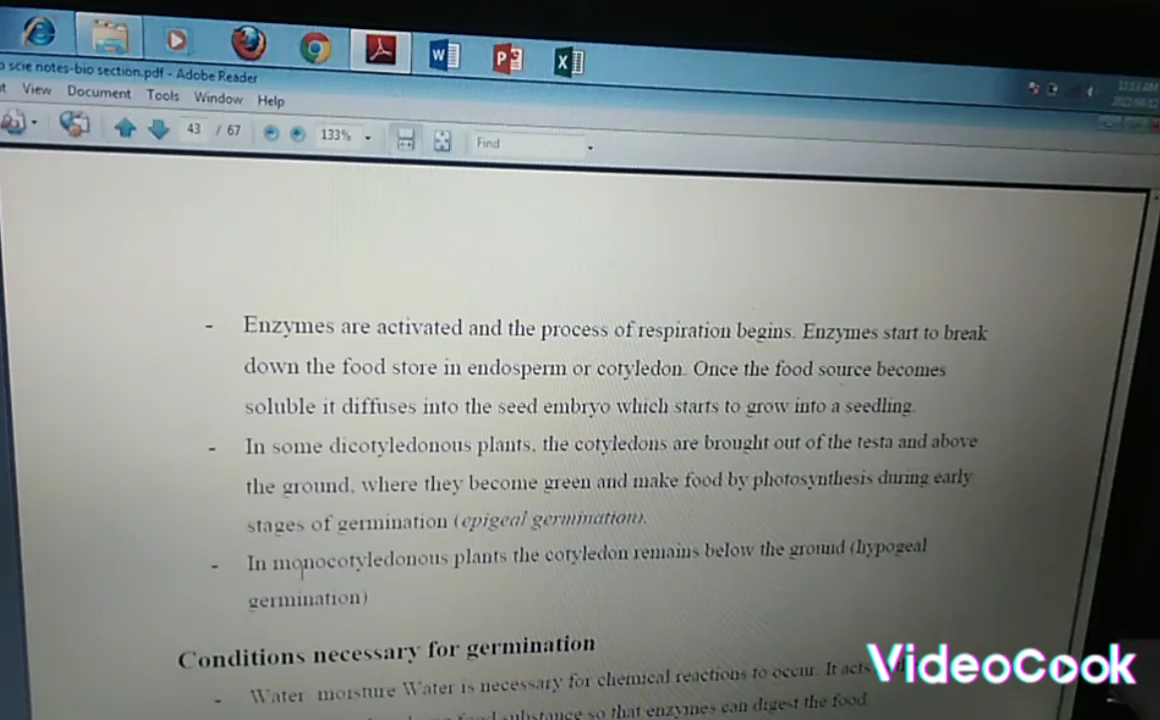 scie notes-bio section.pdf - Adobe Reader
View Document Tools Window Help
43 / 67 133% Find
- Enzymes are activated and the process of respiration begins. Enzymes start to break
down the food store in endosperm or cotyledon. Once the food source becomes
soluble it diffuses into the seed embryo which starts to grow into a seedling.
- In some dicotyledonous plants, the cotyledons are brought out of the testa and above
the ground, where they become green and make food by photosynthesis during early
stages of germination (epigeal germination).
- In monocotyledonous plants the cotyledon remains below the ground (hypogeal
germination)
Conditions necessary for germination
- Water moisture Water is necessary for chemical reactions to occur. It acts
food substance so that enzymes can digest the food.
VideoCook